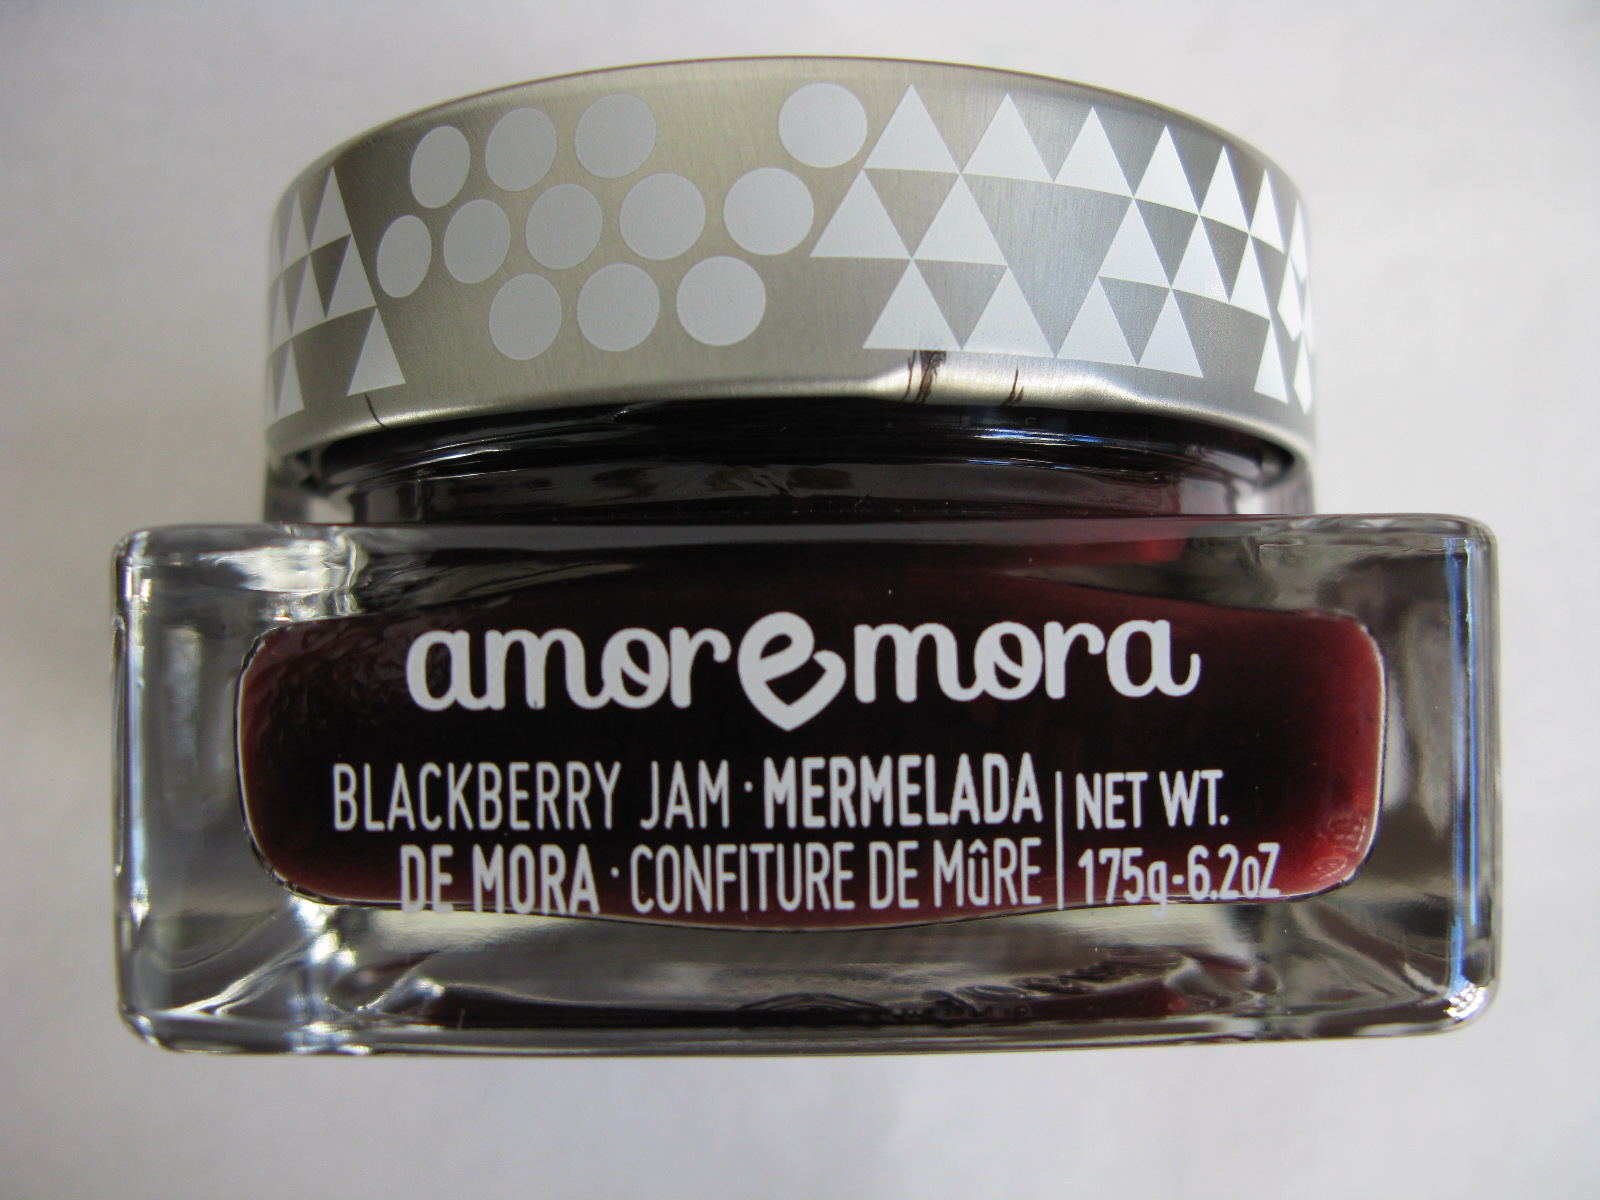 amoremora
BLACKBERRY JAM · MERMELADA
DE MORA · CONFITURE DE MûRE
NET WT.
175g-6.2oZ